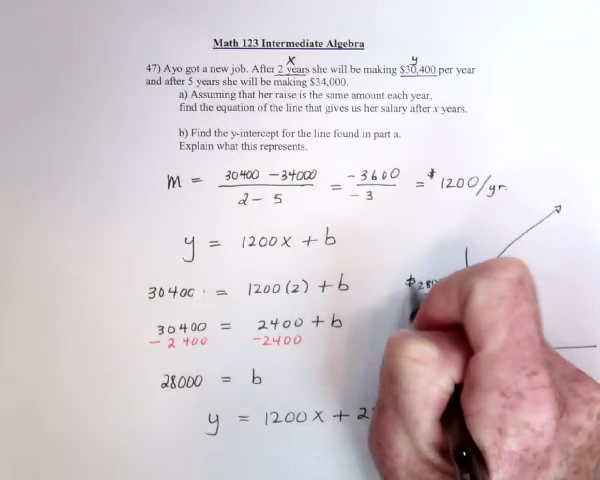 Math 123 Intermediate Algebra
x y
47) Ayo got a new job. After 2 years she will be making $30,400 per year
and after 5 years she will be making $34,000.
a) Assuming that her raise is the same amount each year,
find the equation of the line that gives us her salary after x years.
b) Find the y-intercept for the line found in part a.
Explain what this represents.
m = 30400 - 34000 / 2 - 5 = -3600 / -3 = $1200/yr.
y = 1200x + b
30400 = 1200(2) + b
30400 = 2400 + b
-2400 -2400
28000 = b
y = 1200x + 2
$280